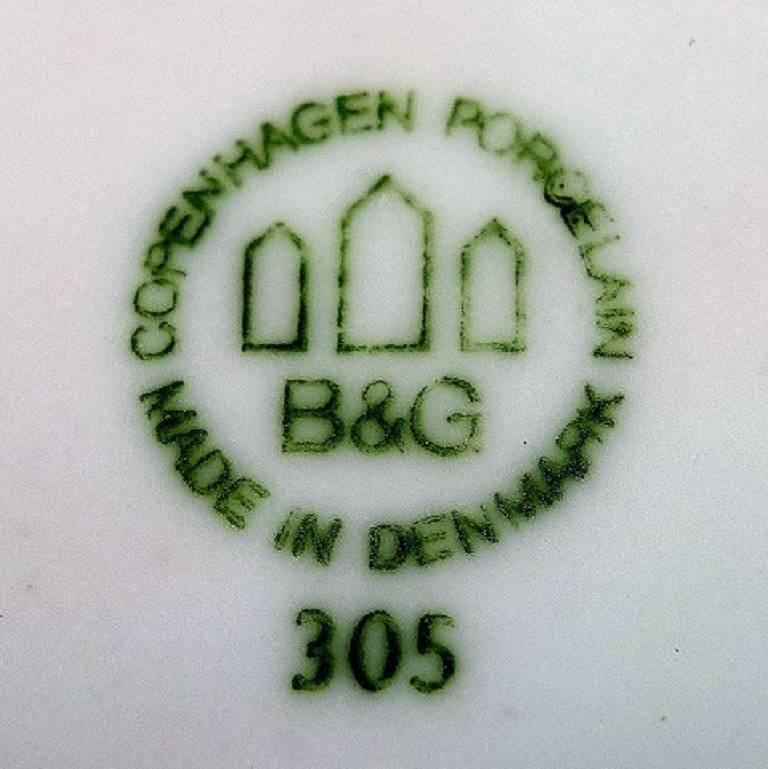 COPENHAGEN PORCELAIN
B&G
MADE IN DENMARK
305